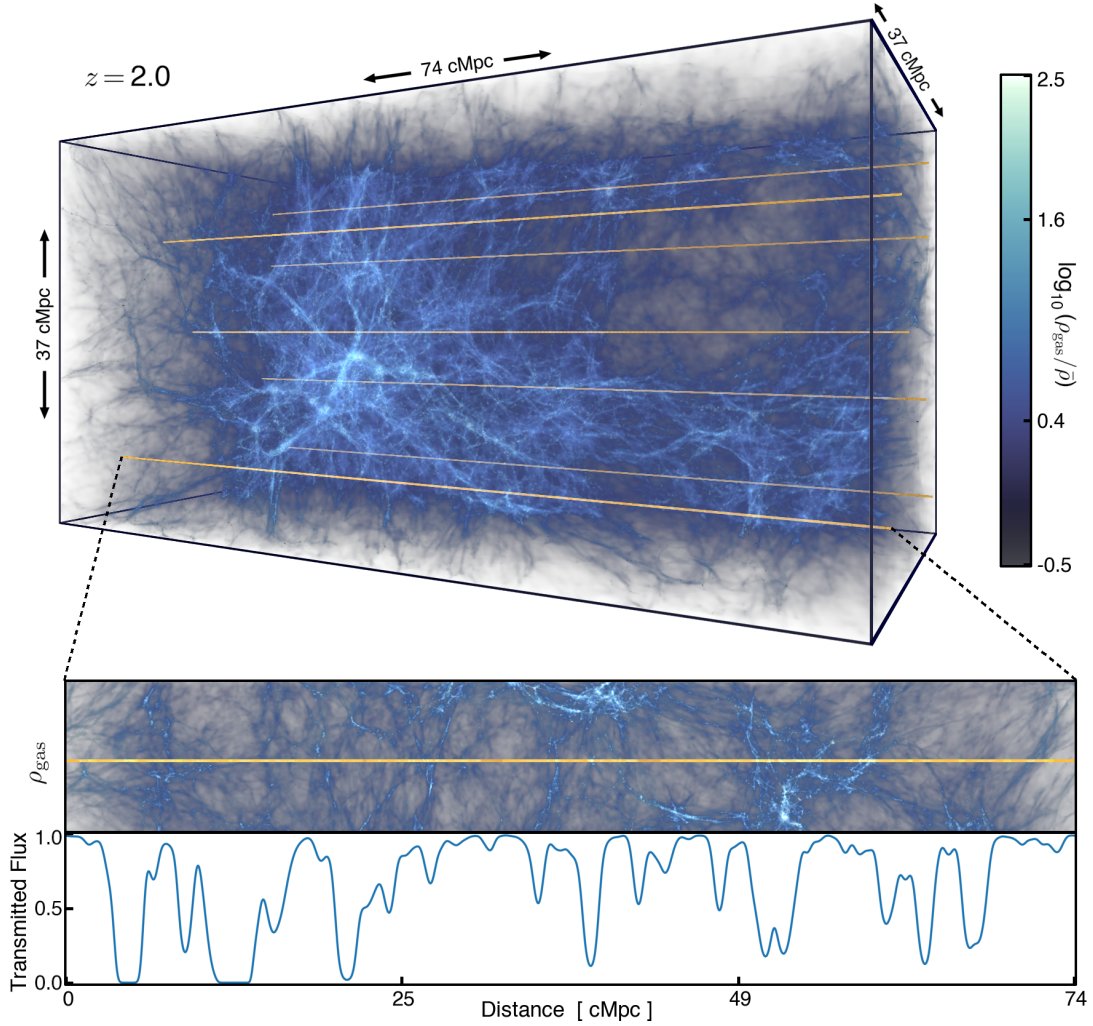 z = 2.0
74 cMpc
37 cMpc
37 cMpc
2.5
1.6
0.4
-0.5
log₁₀(ρgas/ρ̄)
ρgas
Transmitted Flux
1.0
0.5
0.0
0 25 49 74
Distance [ cMpc ]